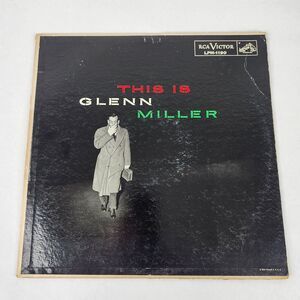 RCA VICTOR
LPM-1190
THIS IS
GLENN
MILLER